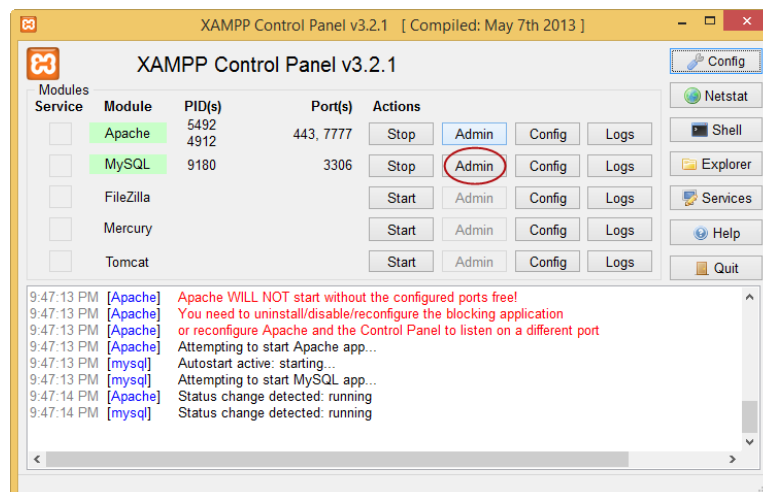 XAMPP Control Panel v3.2.1 [ Compiled: May 7th 2013 ]
XAMPP Control Panel v3.2.1
Config
Netstat
Shell
Explorer
Services
Help
Quit
Modules
Service Module PID(s) Port(s) Actions
Apache 5492 4912 443, 7777 Stop Admin Config Logs
MySQL 9180 3306 Stop Admin Config Logs
FileZilla Start Admin Config Logs
Mercury Start Admin Config Logs
Tomcat Start Admin Config Logs
9:47:13 PM [Apache] Apache WILL NOT start without the configured ports free!
9:47:13 PM [Apache] You need to uninstall/disable/reconfigure the blocking application
9:47:13 PM [Apache] or reconfigure Apache and the Control Panel to listen on a different port
9:47:13 PM [Apache] Attempting to start Apache app...
9:47:13 PM [mysql] Autostart active: starting...
9:47:13 PM [mysql] Attempting to start MySQL app...
9:47:14 PM [Apache] Status change detected: running
9:47:14 PM [mysql] Status change detected: running